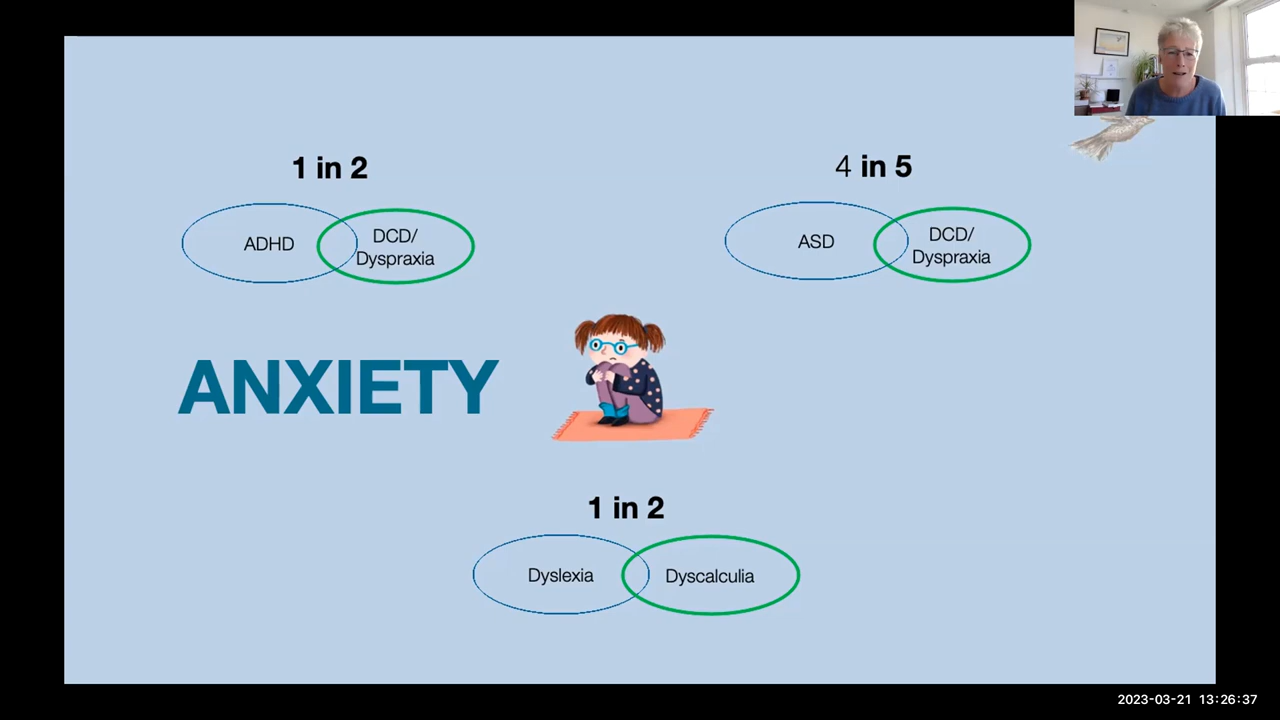 1 in 2
ADHD
DCD/
Dyspraxia
4 in 5
ASD
DCD/
Dyspraxia
ANXIETY
1 in 2
Dyslexia
Dyscalculia
2023-03-21 13:26:37